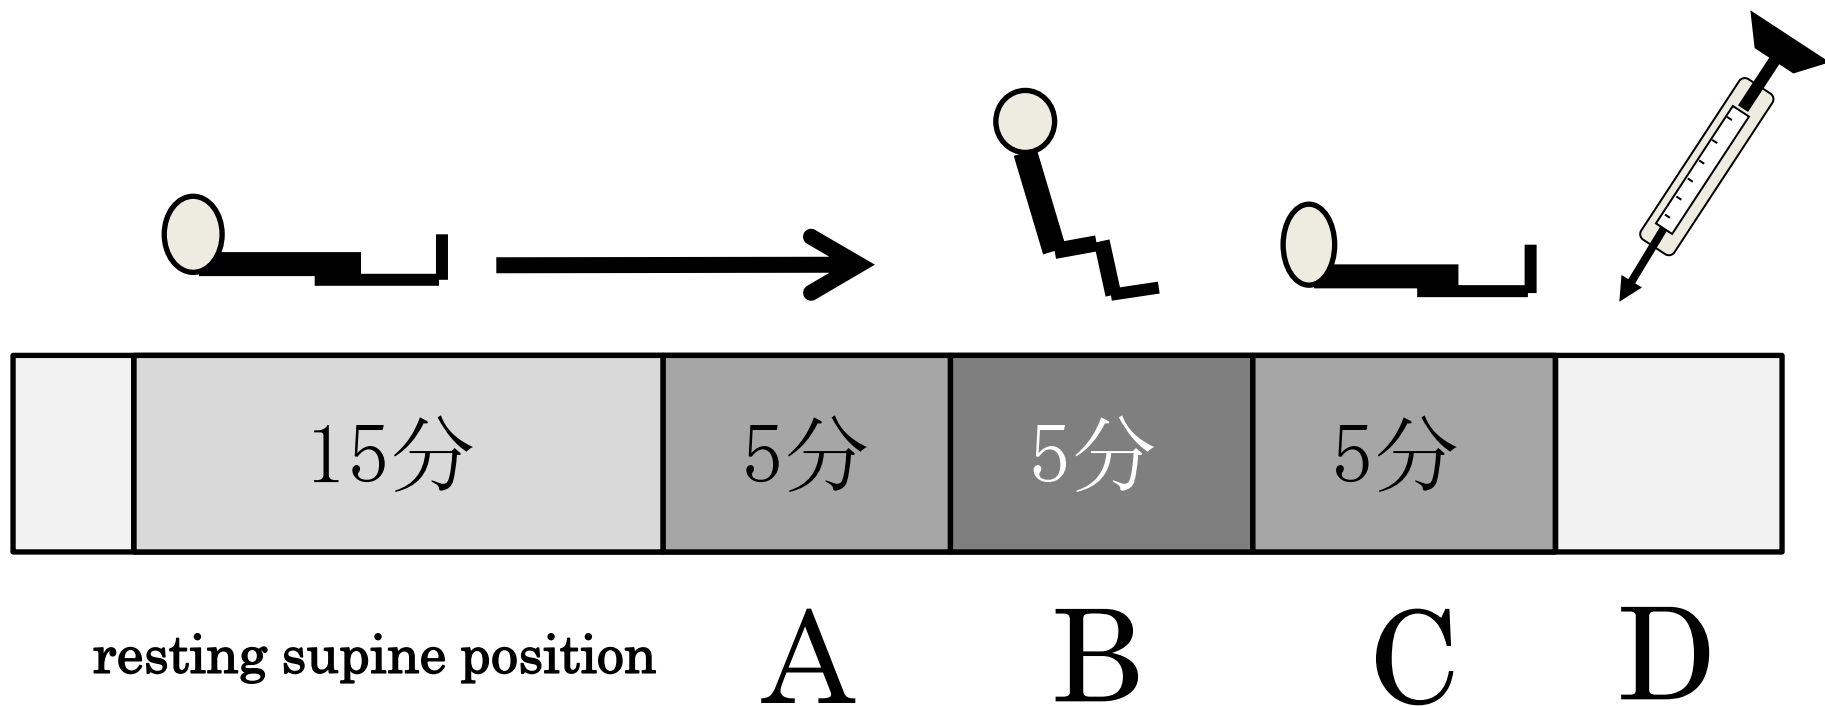 15分 5分 5分 5分
resting supine position A B C D